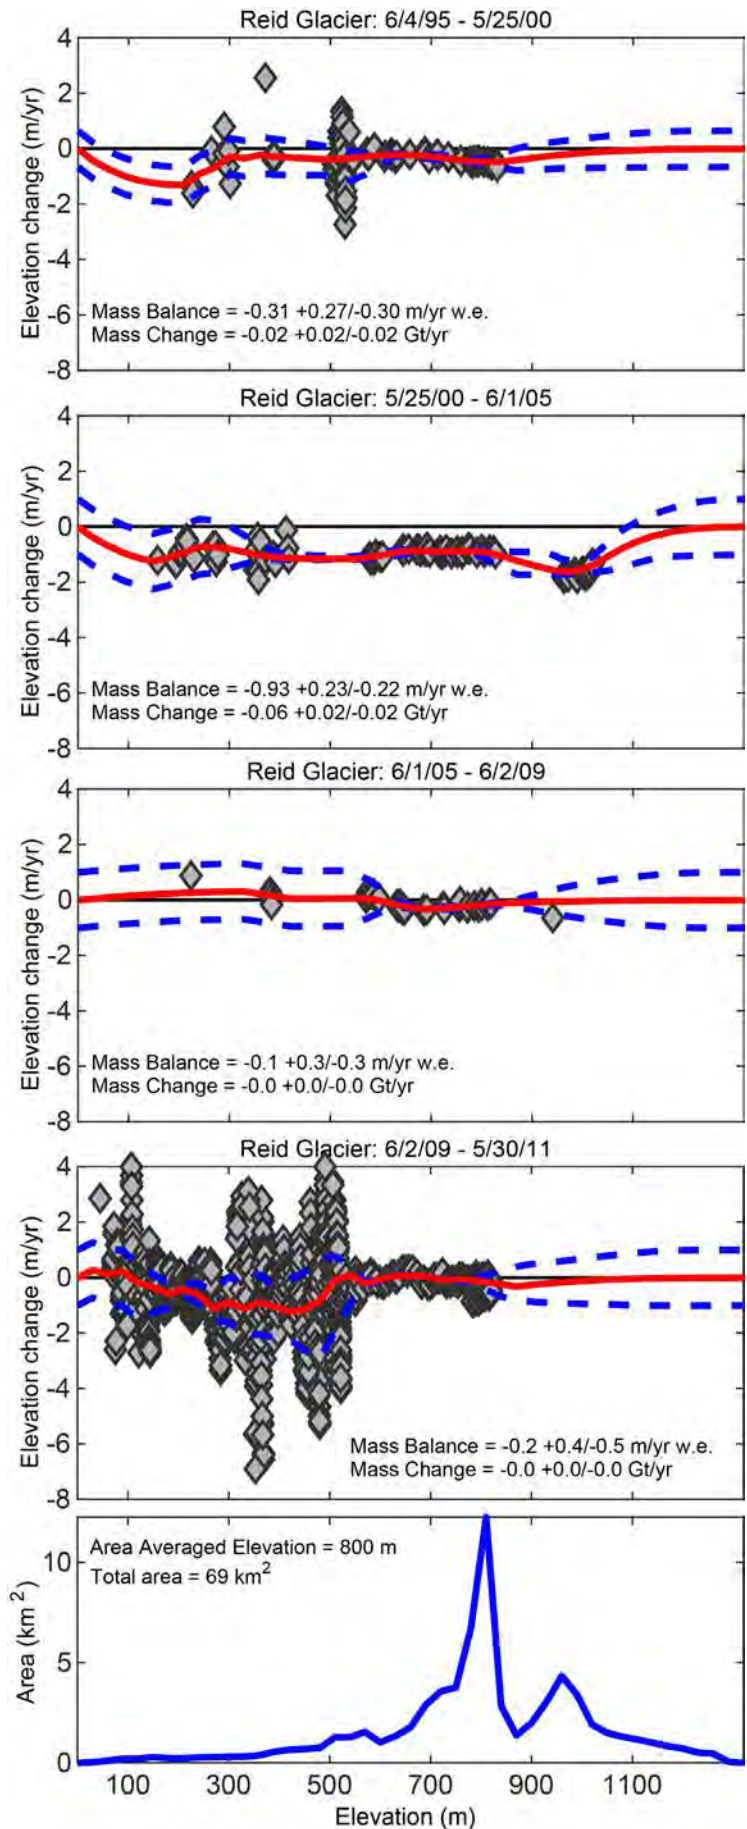 Reid Glacier: 6/4/95 - 5/25/00
Elevation change (m/yr)
4
2
0
-2
-4
-6
-8
Mass Balance = -0.31 +0.27/-0.30 m/yr w.e.
Mass Change = -0.02 +0.02/-0.02 Gt/yr
Reid Glacier: 5/25/00 - 6/1/05
Elevation change (m/yr)
4
2
0
-2
-4
-6
-8
Mass Balance = -0.93 +0.23/-0.22 m/yr w.e.
Mass Change = -0.06 +0.02/-0.02 Gt/yr
Reid Glacier: 6/1/05 - 6/2/09
Elevation change (m/yr)
4
2
0
-2
-4
-6
-8
Mass Balance = -0.1 +0.3/-0.3 m/yr w.e.
Mass Change = -0.0 +0.0/-0.0 Gt/yr
Reid Glacier: 6/2/09 - 5/30/11
Elevation change (m/yr)
4
2
0
-2
-4
-6
-8
Mass Balance = -0.2 +0.4/-0.5 m/yr w.e.
Mass Change = -0.0 +0.0/-0.0 Gt/yr
Area (km2)
10
5
0
Area Averaged Elevation = 800 m
Total area = 69 km2
100 300 500 700 900 1100
Elevation (m)